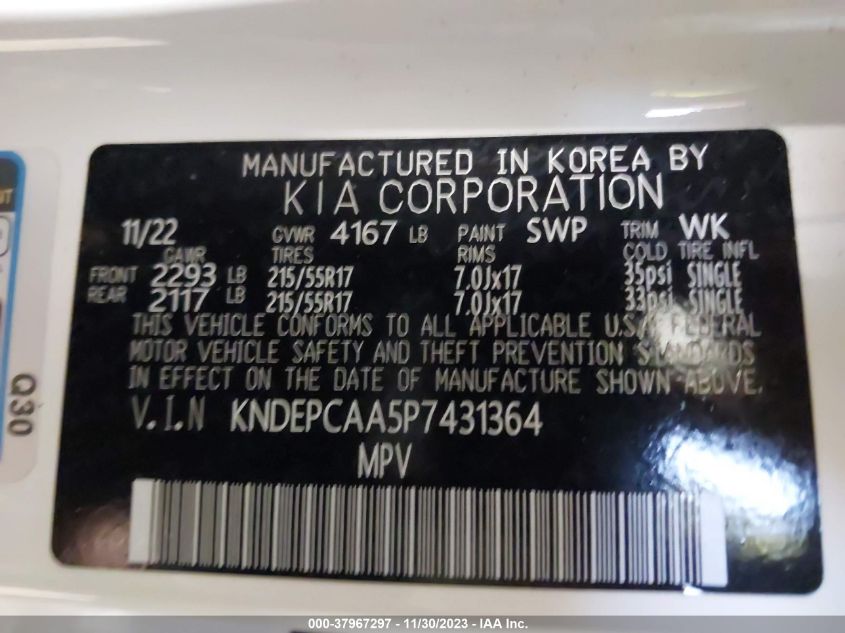 MANUFACTURED IN KOREA BY
KIA CORPORATION
11/22 GVWR 4167 LB PAINT SWP TRIM WK
GAWR TIRES RIMS COLD TIRE INFL
FRONT 2293 LB 215/55R17 7.0Jx17 35psi SINGLE
REAR 2117 LB 215/55R17 7.0Jx17 33psi SINGLE
THIS VEHICLE CONFORMS TO ALL APPLICABLE U.S.A FEDERAL
MOTOR VEHICLE SAFETY AND THEFT PREVENTION STANDARDS
IN EFFECT ON THE DATE OF MANUFACTURE SHOWN ABOVE.
V.I.N KNDEPCAA5P7431364
MPV
Q30
000-37967297 - 11/30/2023 - IAA Inc.